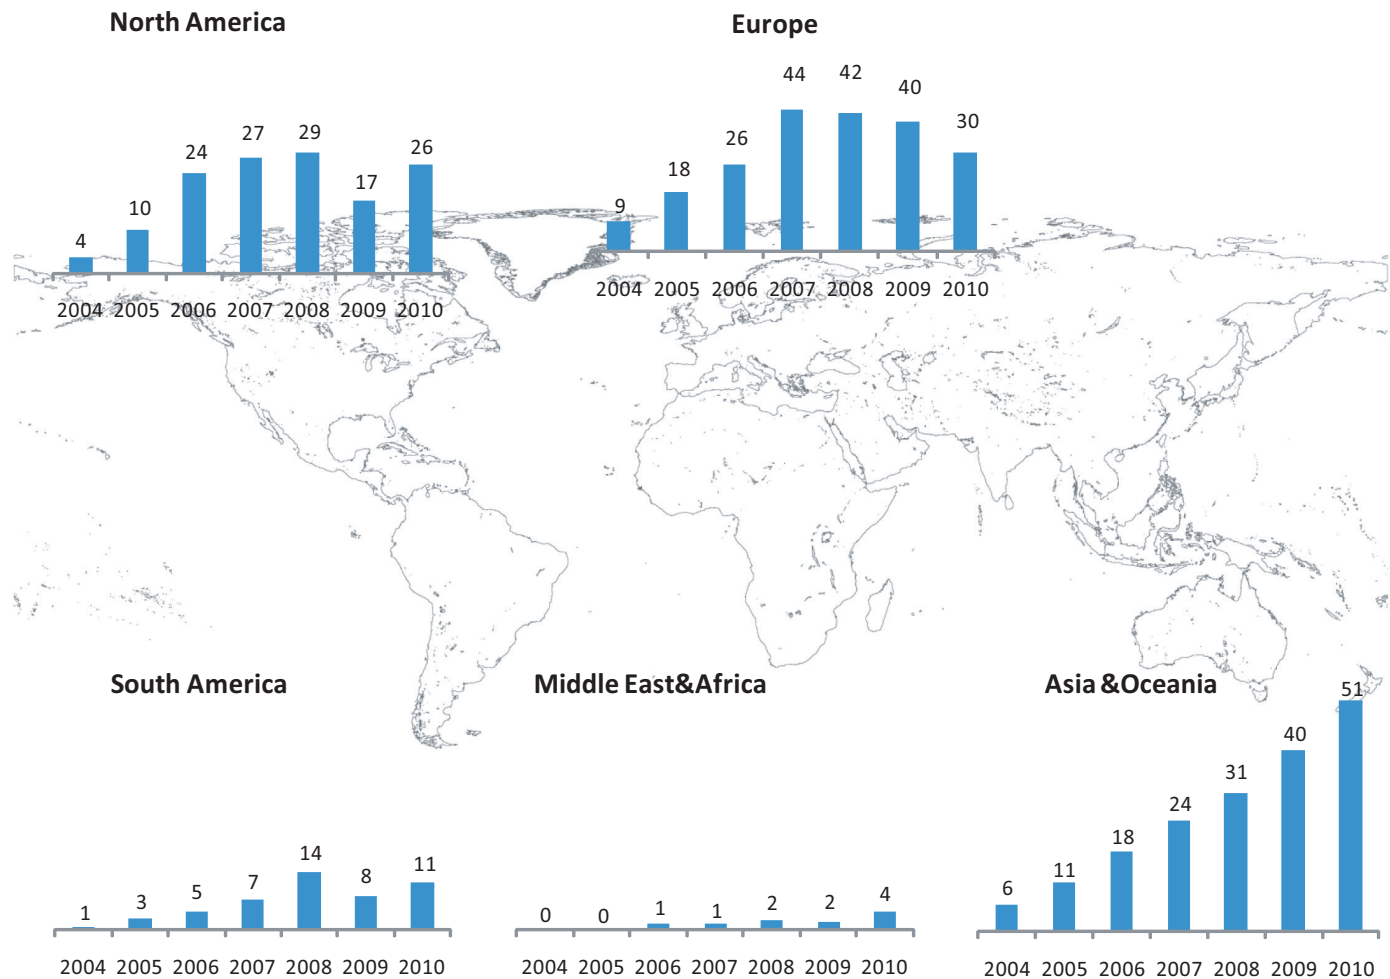 North America
4 10 24 27 29 17 26
2004 2005 2006 2007 2008 2009 2010
Europe
9 18 26 44 42 40 30
2004 2005 2006 2007 2008 2009 2010
South America
1 3 5 7 14 8 11
2004 2005 2006 2007 2008 2009 2010
Middle East&Africa
0 0 1 1 2 2 4
2004 2005 2006 2007 2008 2009 2010
Asia &Oceania
6 11 18 24 31 40 51
2004 2005 2006 2007 2008 2009 2010